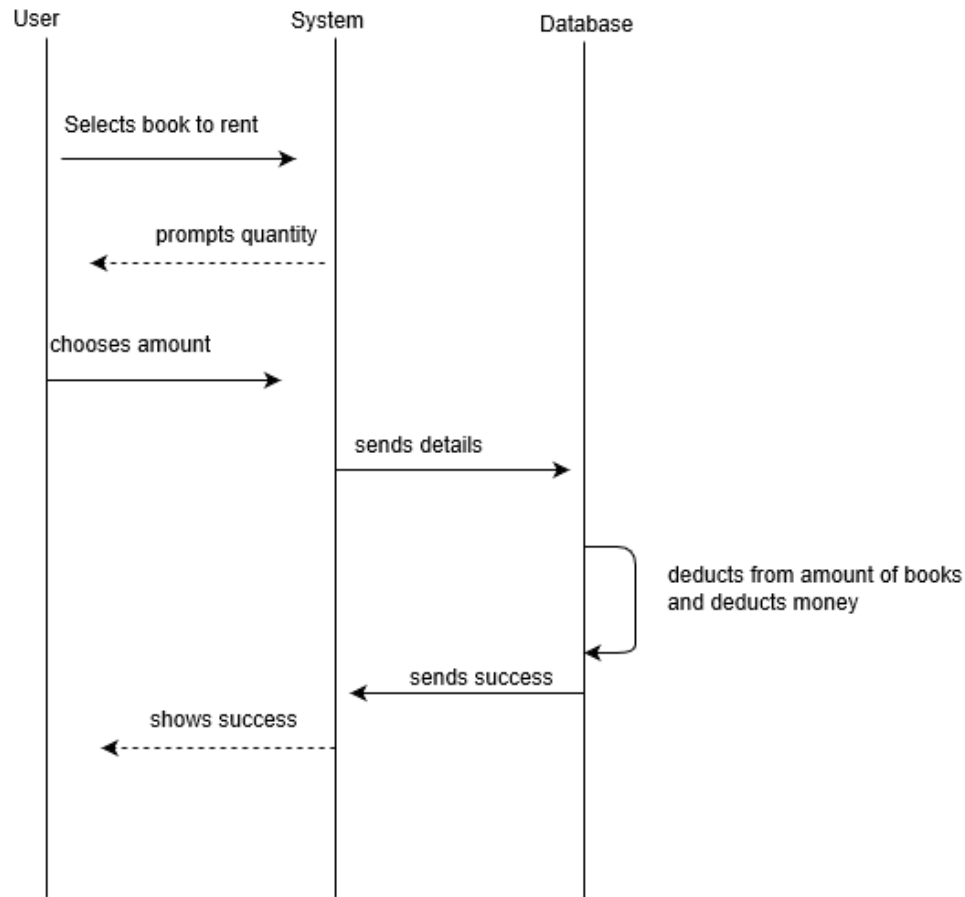 User
System
Database
Selects book to rent
prompts quantity
chooses amount
sends details
deducts from amount of books
and deducts money
sends success
shows success